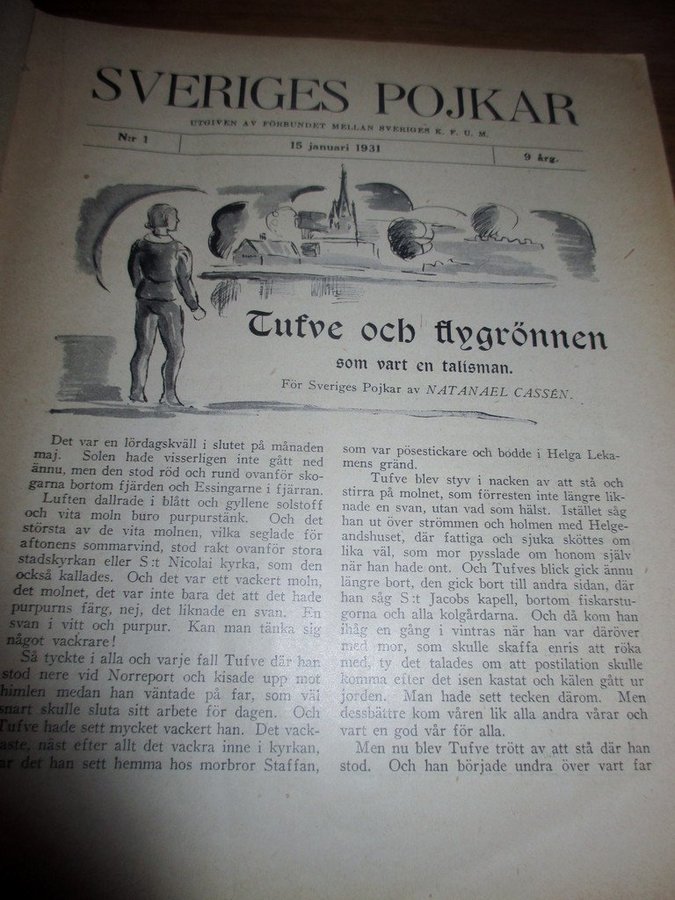 SVERIGES POJKAR
UTGIVEN AV FÖRBUNDET MELLAN SVERIGES K. F. U. M.
N:r 1
15 januari 1931
9 årg.
Tufve och flygrönnen
som vart en talisman.
För Sveriges Pojkar av NATANAEL CASSÉN.
Det var en lördagskväll i slutet på månaden
maj. Solen hade visserligen inte gått ned
ännu, men den stod röd och rund ovanför sko-
garna bortom fjärden och Essingarne i fjärran.
Luften dallrade i blått och gyllene solstoff
och vita moln buro purpurstänk. Och det
största av de vita molnen, vilka seglade för
aftonens sommarvind, stod rakt ovanför stora
stadskyrkan eller S:t Nicolai kyrka, som den
också kallades. Och det var ett vackert moln,
det molnet, det var inte bara det att det hade
purpurns färg, nej, det liknade en svan. En
svan i vitt och purpur. Kan man tänka sig
något vackrare!
Så tyckte i alla och varje fall Tufve där han
stod nere vid Norreport och kisade upp mot
himlen medan han väntade på far, som väl
snart skulle sluta sitt arbete för dagen. Och
Tufve hade sett mycket vackert han. Det vack-
aste, näst efter allt det vackra inne i kyrkan,
ar det han sett hemma hos morbror Staffan,
som var pösestickare och bodde i Helga Leka-
mens gränd.
Tufve blev styv i nacken av att stå och
stirra på molnet, som förresten inte längre lik-
nade en svan, utan vad som hälst. Istället såg
han ut över strömmen och holmen med Helge-
andshuset, där fattiga och sjuka sköttes om
lika väl, som mor pysslade om honom själv
när han hade ont. Och Tufves blick gick ännu
längre bort, den gick bort till andra sidan, där
han såg S:t Jacobs kapell, bortom fiskarstu-
gorna och alla kolgårdarna. Och då kom han
ihåg en gång i vintras när han var däröver
med mor, som skulle skaffa enris att röka
med, ty det talades om att postilation skulle
komma efter det isen kastat och kälen gått ur
jorden. Man hade sett tecken därom. Men
dessbättre kom våren lik alla andra vårar och
vart en god vår för alla.
Men nu blev Tufve trött av att stå där han
stod. Och han började undra över vart far